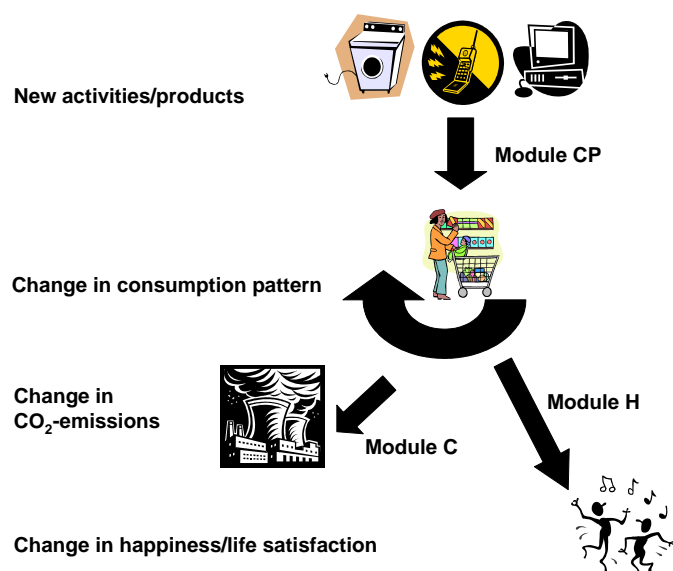 New activities/products
Module CP
Change in consumption pattern
Change in
CO₂-emissions
Module H
Module C
Change in happiness/life satisfaction